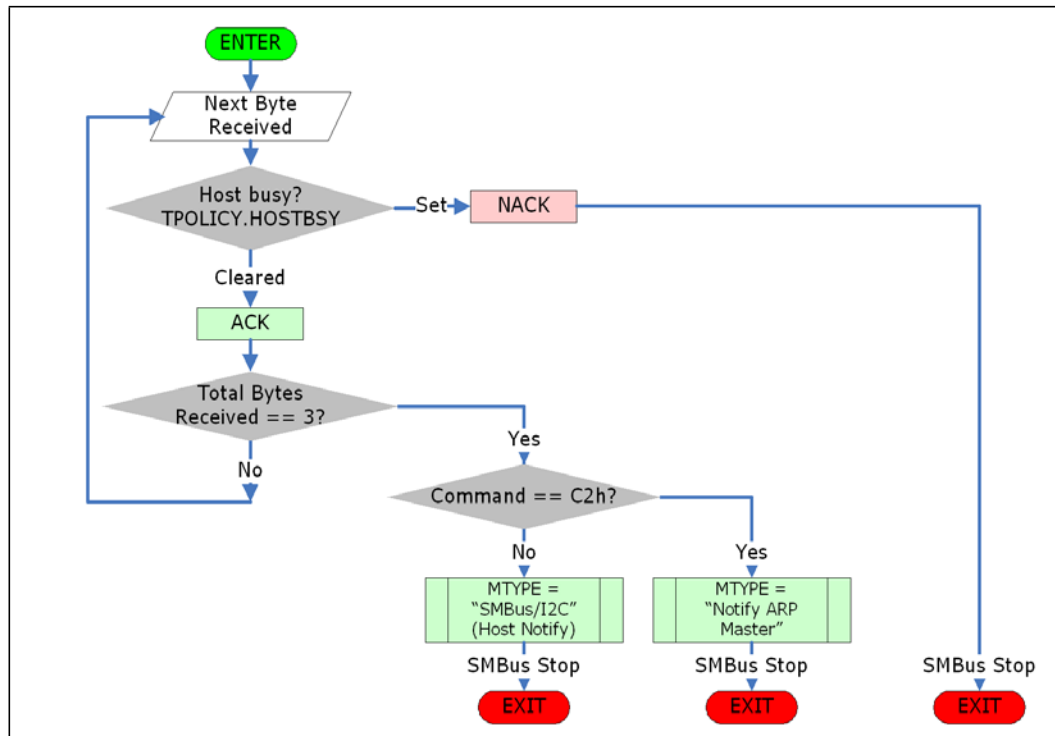 ENTER
Next Byte
Received
Host busy?
TPOLICY.HOSTBSY
Set
NACK
Cleared
ACK
Total Bytes
Received == 3?
Yes
No
Command == C2h?
No
Yes
MTYPE =
“SMBus/I2C”
(Host Notify)
MTYPE =
“Notify ARP
Master”
SMBus Stop
SMBus Stop
SMBus Stop
EXIT
EXIT
EXIT